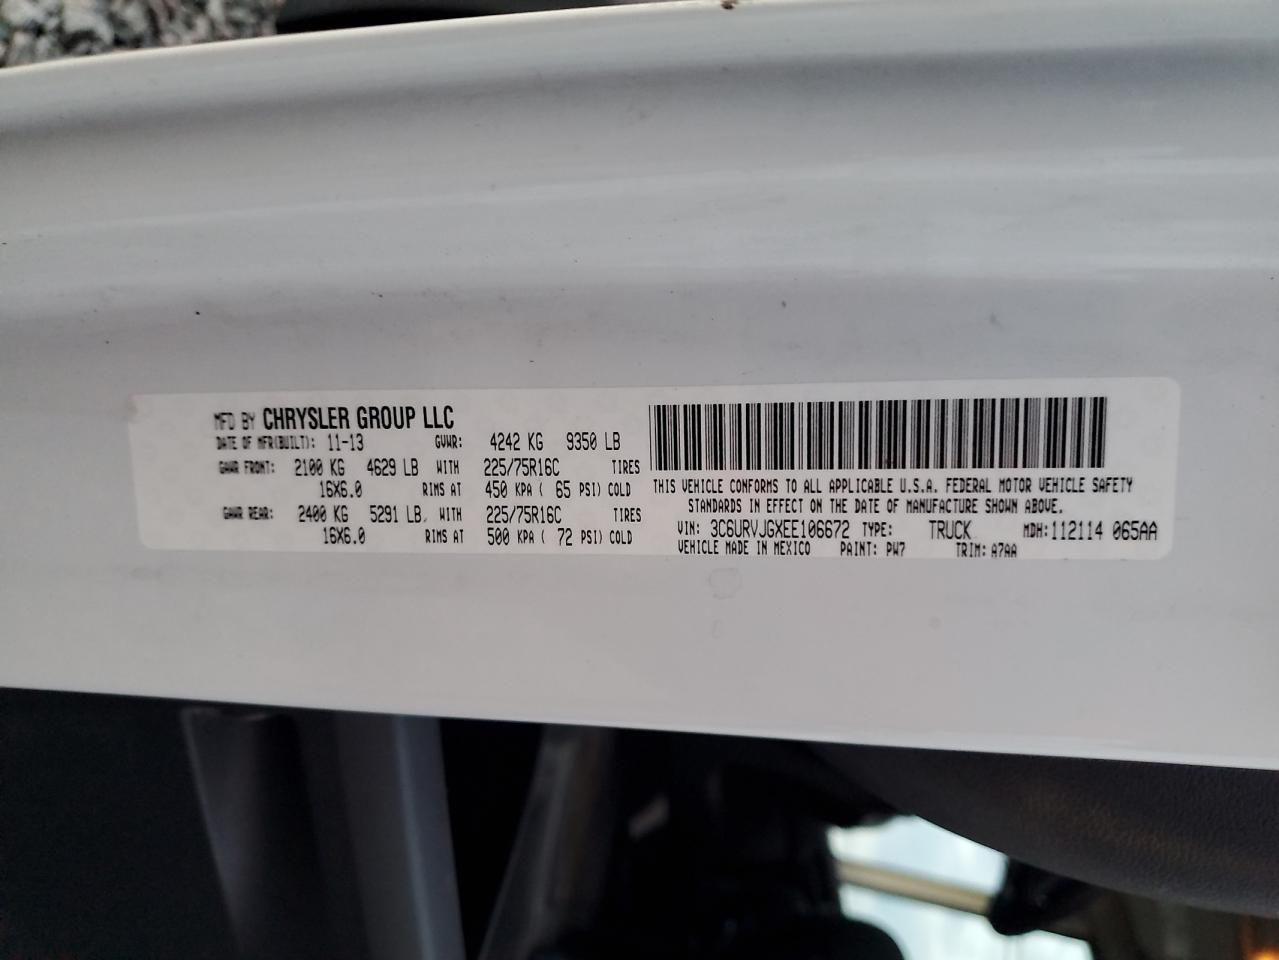 MFD BY CHRYSLER GROUP LLC
DATE OF MFR(BUILT): 11-13 GVWR: 4242 KG 9350 LB
GAWR FRONT: 2100 KG 4629 LB WITH 225/75R16C TIRES
16X6.0 RIMS AT 450 KPA ( 65 PSI) COLD
GAWR REAR: 2400 KG 5291 LB WITH 225/75R16C TIRES
16X6.0 RIMS AT 500 KPA ( 72 PSI) COLD
THIS VEHICLE CONFORMS TO ALL APPLICABLE U.S.A. FEDERAL MOTOR VEHICLE SAFETY
STANDARDS IN EFFECT ON THE DATE OF MANUFACTURE SHOWN ABOVE.
VIN: 3C6URVJGXEE106672 TYPE: TRUCK MDH:112114 065AA
VEHICLE MADE IN MEXICO PAINT: PW7 TRIM: A7AA